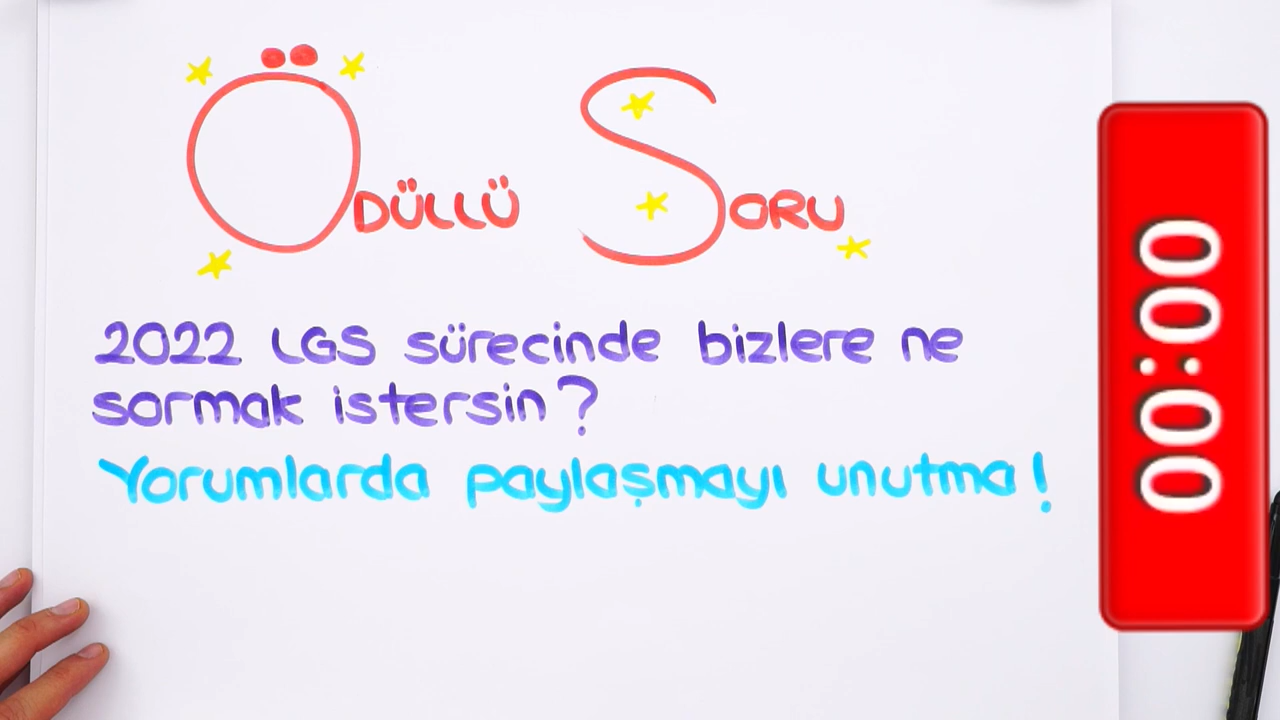 ÖDÜLLÜ SORU
2022 LGS sürecinde bizlere ne
sormak istersin?
Yorumlarda paylaşmayı unutma!
00:00